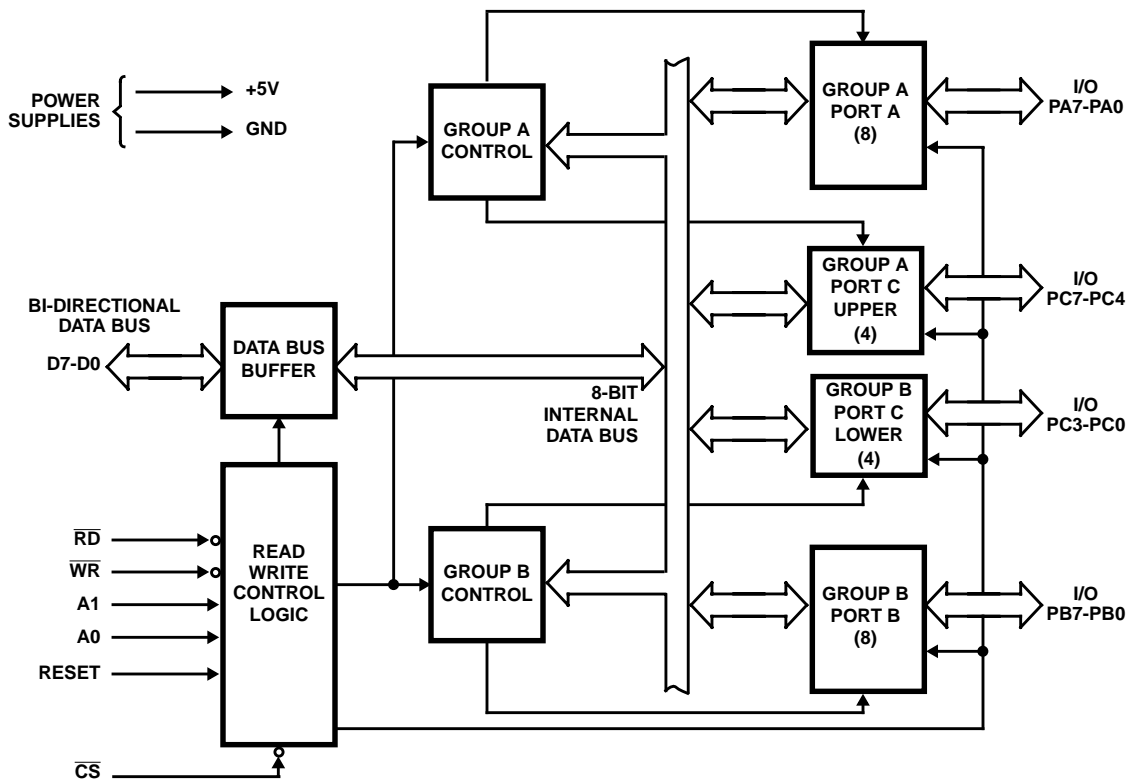 POWER
SUPPLIES
+5V
GND
GROUP A
CONTROL
GROUP A
PORT A
(8)
I/O
PA7-PA0
GROUP A
PORT C
UPPER
(4)
I/O
PC7-PC4
BI-DIRECTIONAL
DATA BUS
D7-D0
DATA BUS
BUFFER
8-BIT
INTERNAL
DATA BUS
GROUP B
PORT C
LOWER
(4)
I/O
PC3-PC0
RD
WR
A1
A0
RESET
CS
READ
WRITE
CONTROL
LOGIC
GROUP B
CONTROL
GROUP B
PORT B
(8)
I/O
PB7-PB0